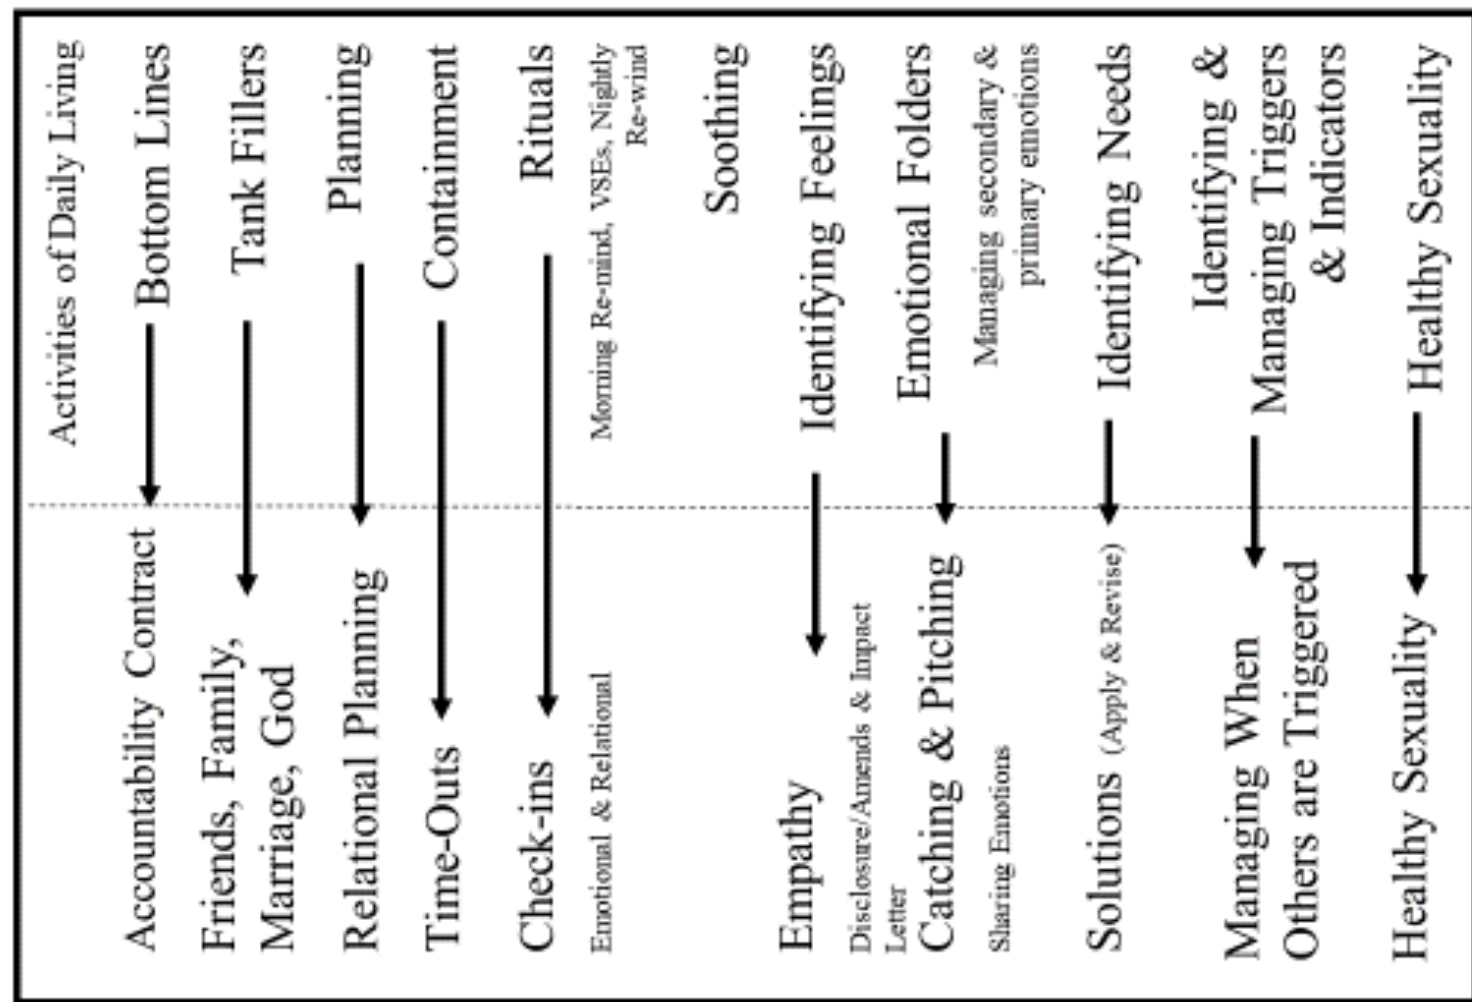 Activities of Daily Living
Accountability Contract
Bottom Lines
Friends, Family,
Marriage, God
Tank Fillers
Relational Planning
Planning
Time-Outs
Containment
Check-ins
Emotional & Relational
Rituals
Morning Re-mind, VSEs, Nightly
Re-wind
Soothing
Empathy
Disclosure/Amends & Impact
Letter
Identifying Feelings
Catching & Pitching
Sharing Emotions
Emotional Folders
Managing secondary &
primary emotions
Solutions (Apply & Revise)
Identifying Needs
Managing When
Others are Triggered
Identifying &
Managing Triggers
& Indicators
Healthy Sexuality
Healthy Sexuality